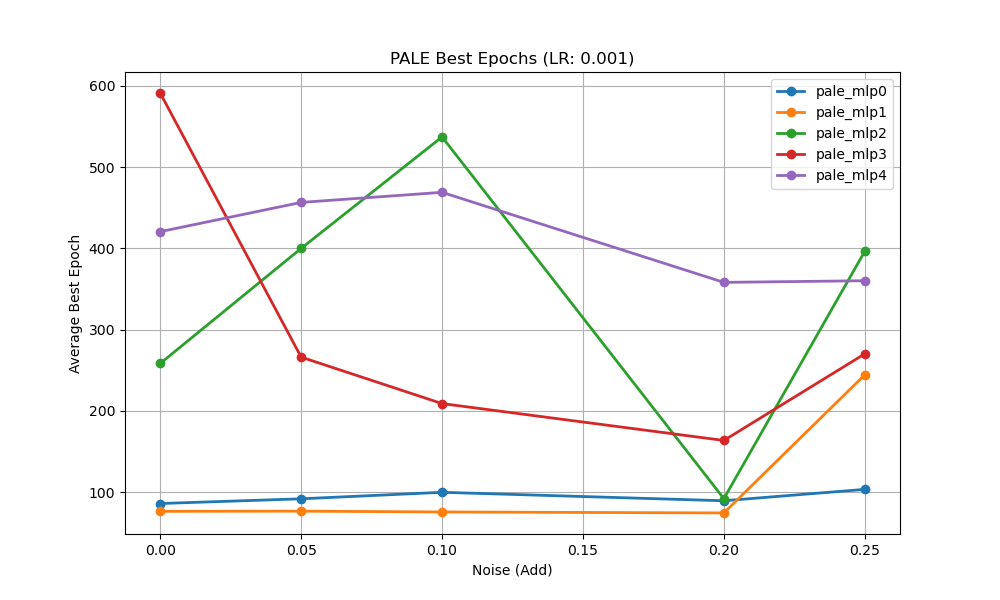 PALE Best Epochs (LR: 0.001)
pale_mlp0
pale_mlp1
pale_mlp2
pale_mlp3
pale_mlp4
Average Best Epoch
600
500
400
300
200
100
0.00 0.05 0.10 0.15 0.20 0.25
Noise (Add)